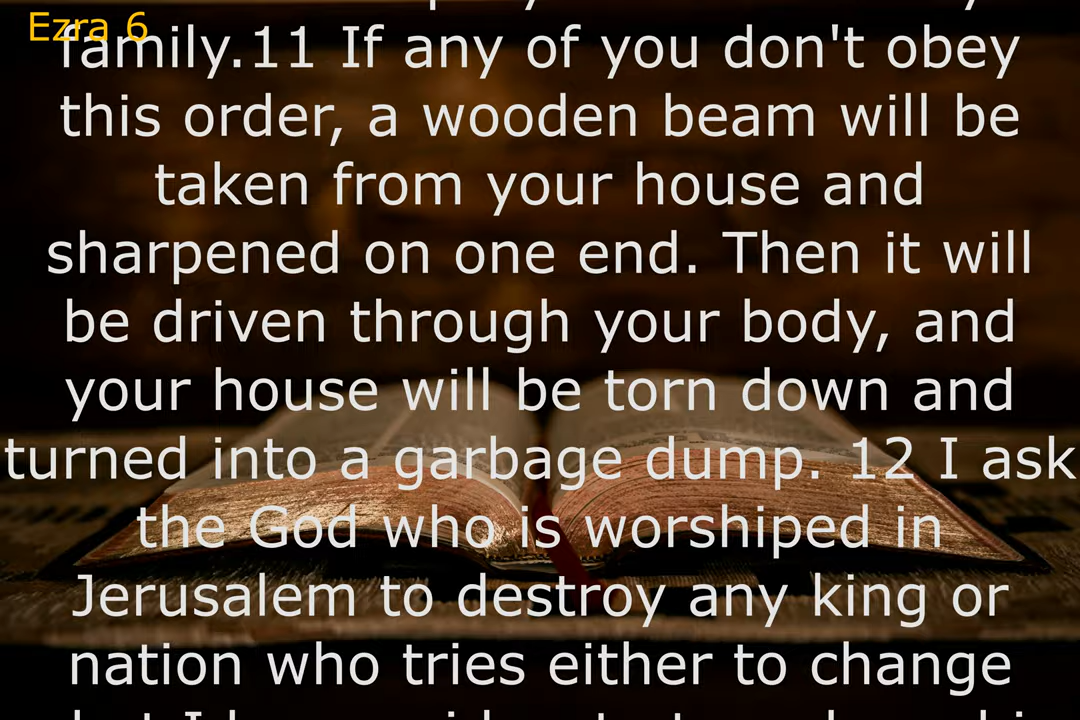 Ezra 6
family.11 If any of you don't obey
this order, a wooden beam will be
taken from your house and
sharpened on one end. Then it will
be driven through your body, and
your house will be torn down and
turned into a garbage dump. 12 I ask
the God who is worshiped in
Jerusalem to destroy any king or
nation who tries either to change